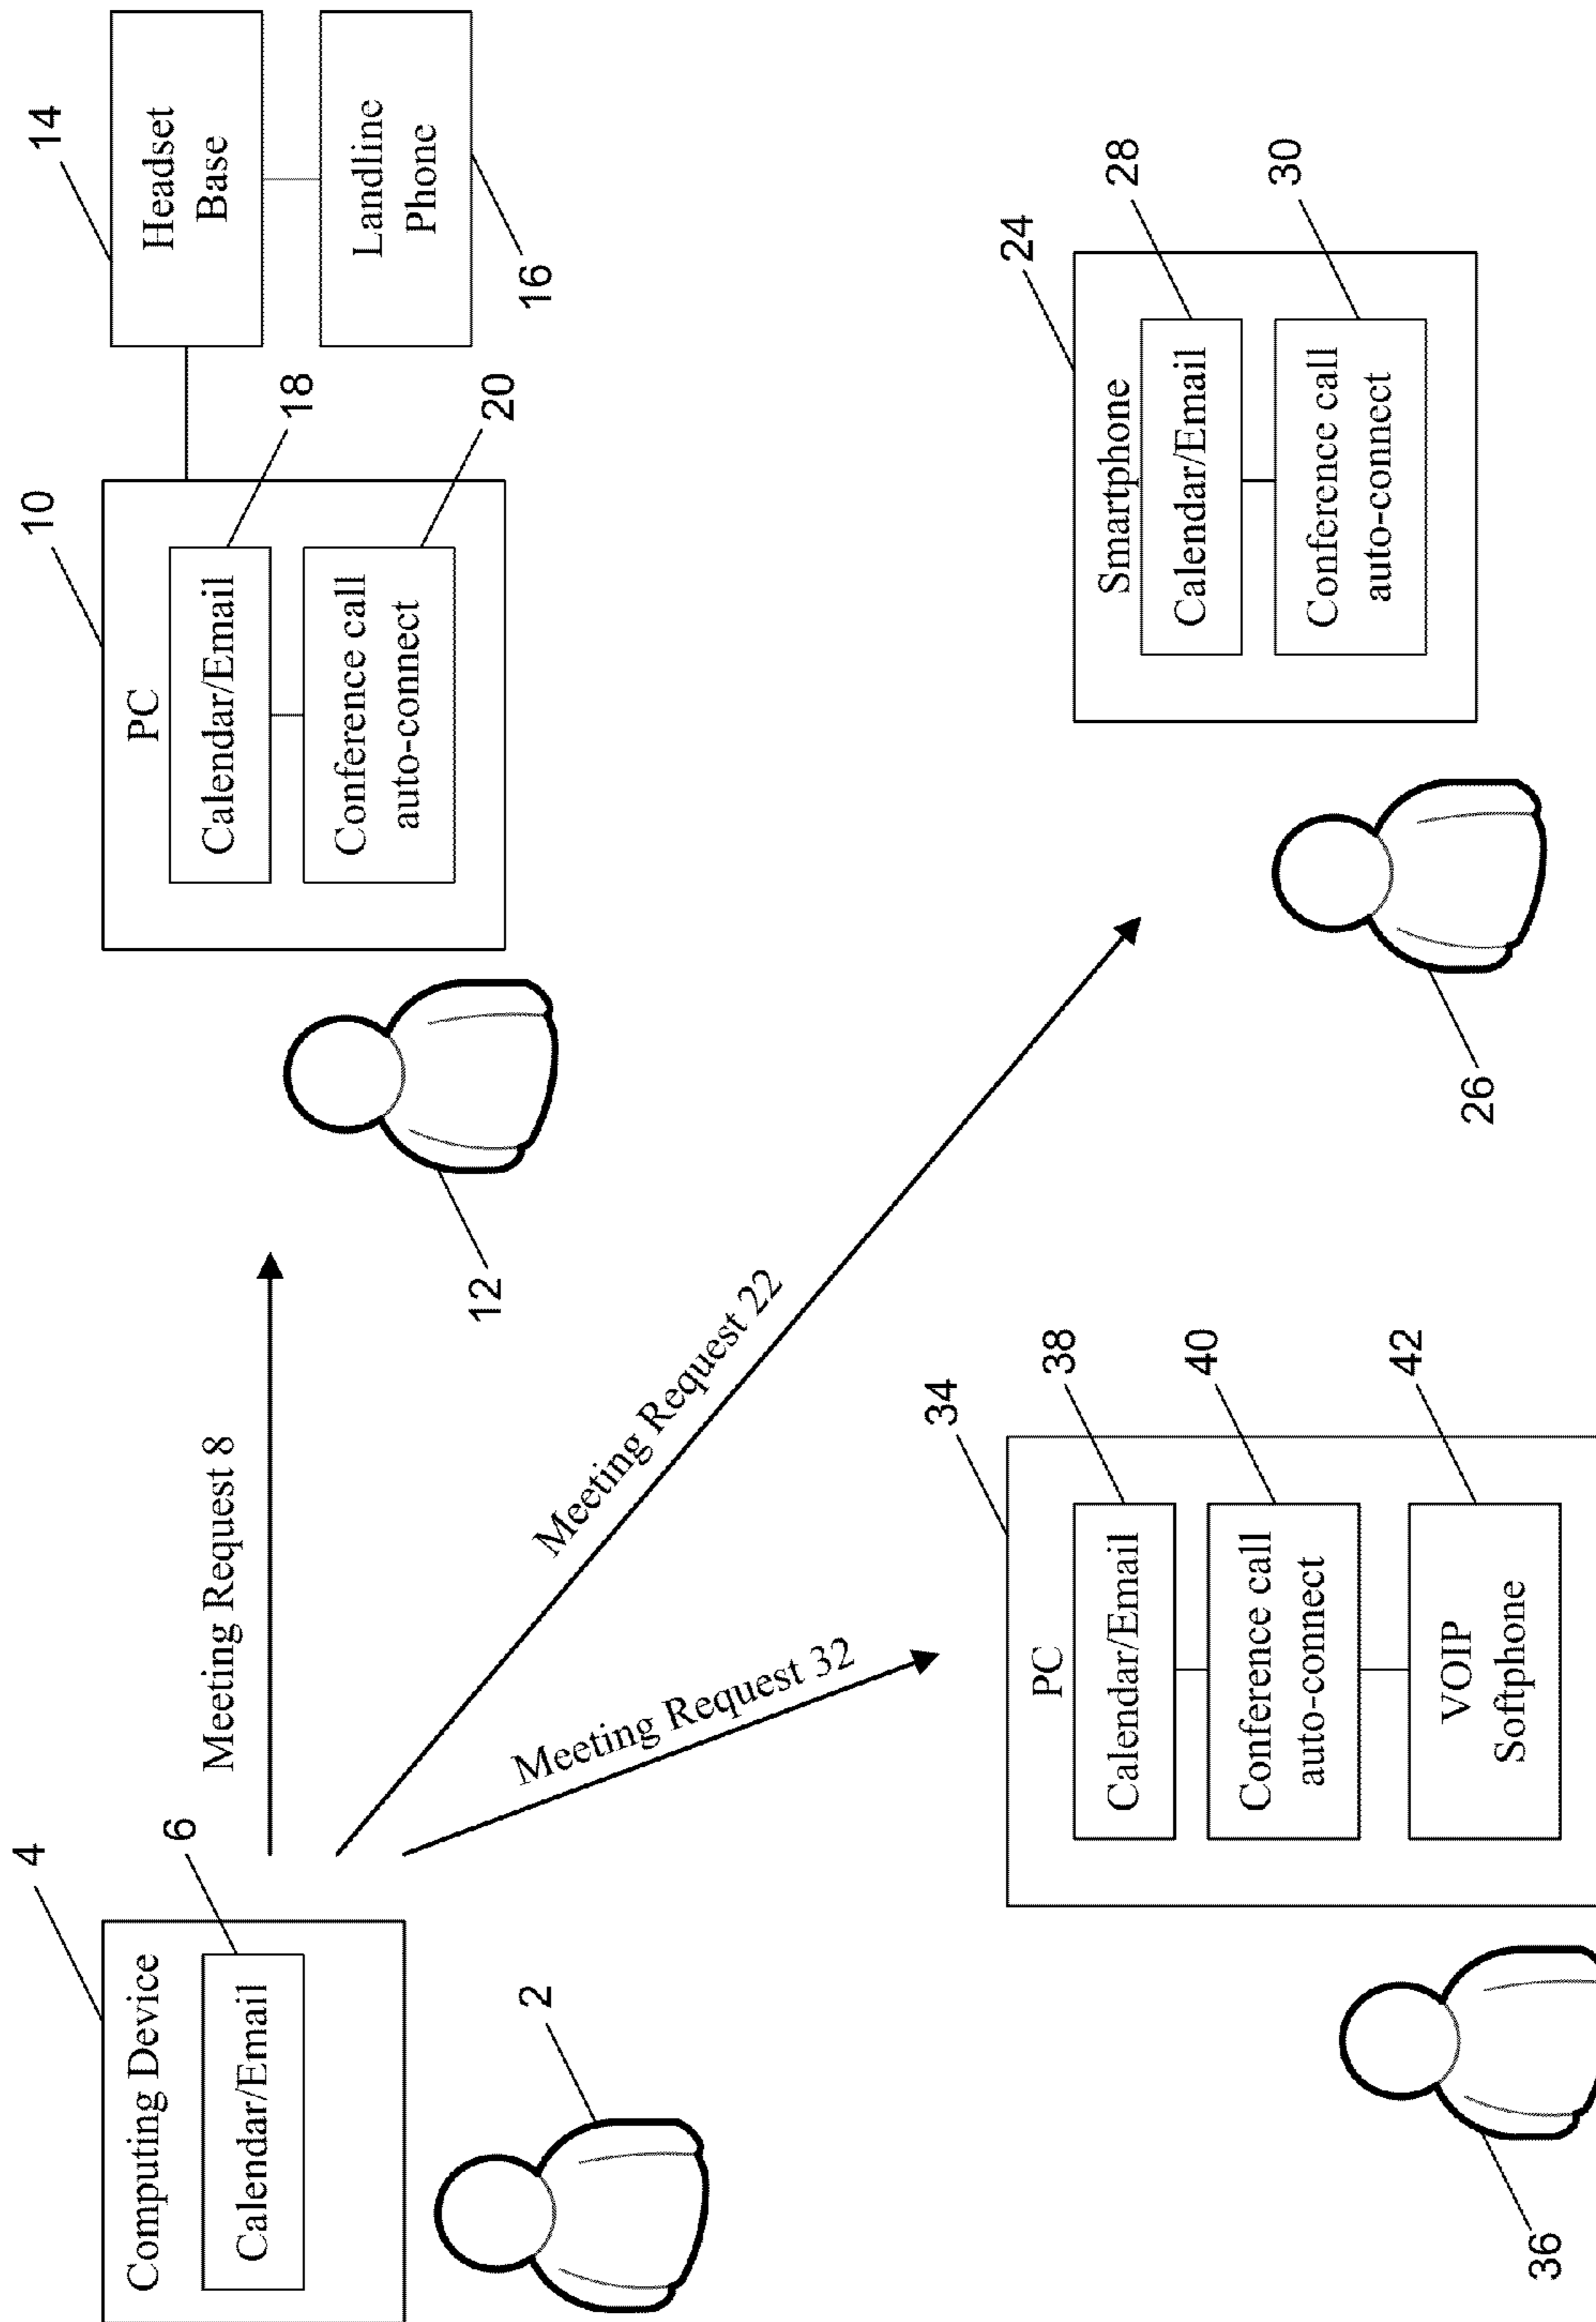 4
Computing Device
6
Calendar/Email
2
Meeting Request 8
Meeting Request 22
Meeting Request 32
10
PC
18
Calendar/Email
20
Conference call
auto-connect
12
14
Headset
Base
Landline
Phone
16
34
PC
38
Calendar/Email
40
Conference call
auto-connect
42
VOIP
Softphone
36
24
Smartphone
28
Calendar/Email
30
Conference call
auto-connect
26